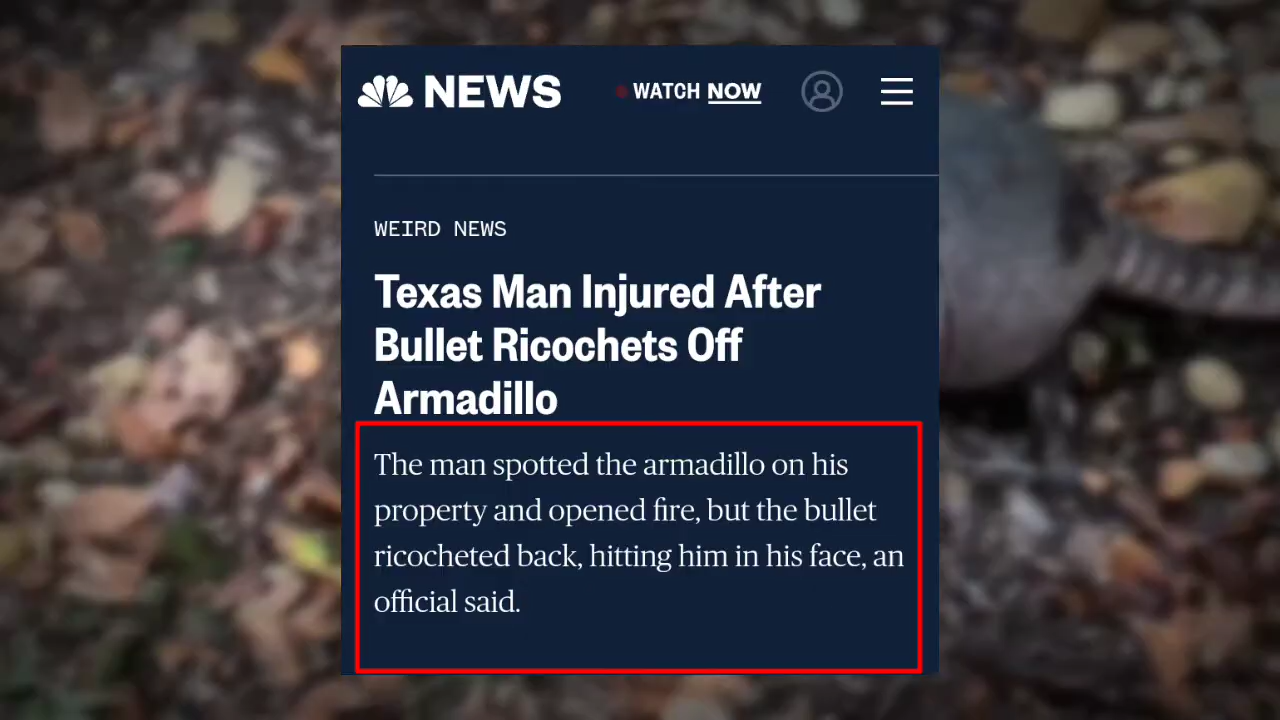 NEWS
WATCH NOW
WEIRD NEWS
Texas Man Injured After
Bullet Ricochets Off
Armadillo
The man spotted the armadillo on his
property and opened fire, but the bullet
ricocheted back, hitting him in his face, an
official said.